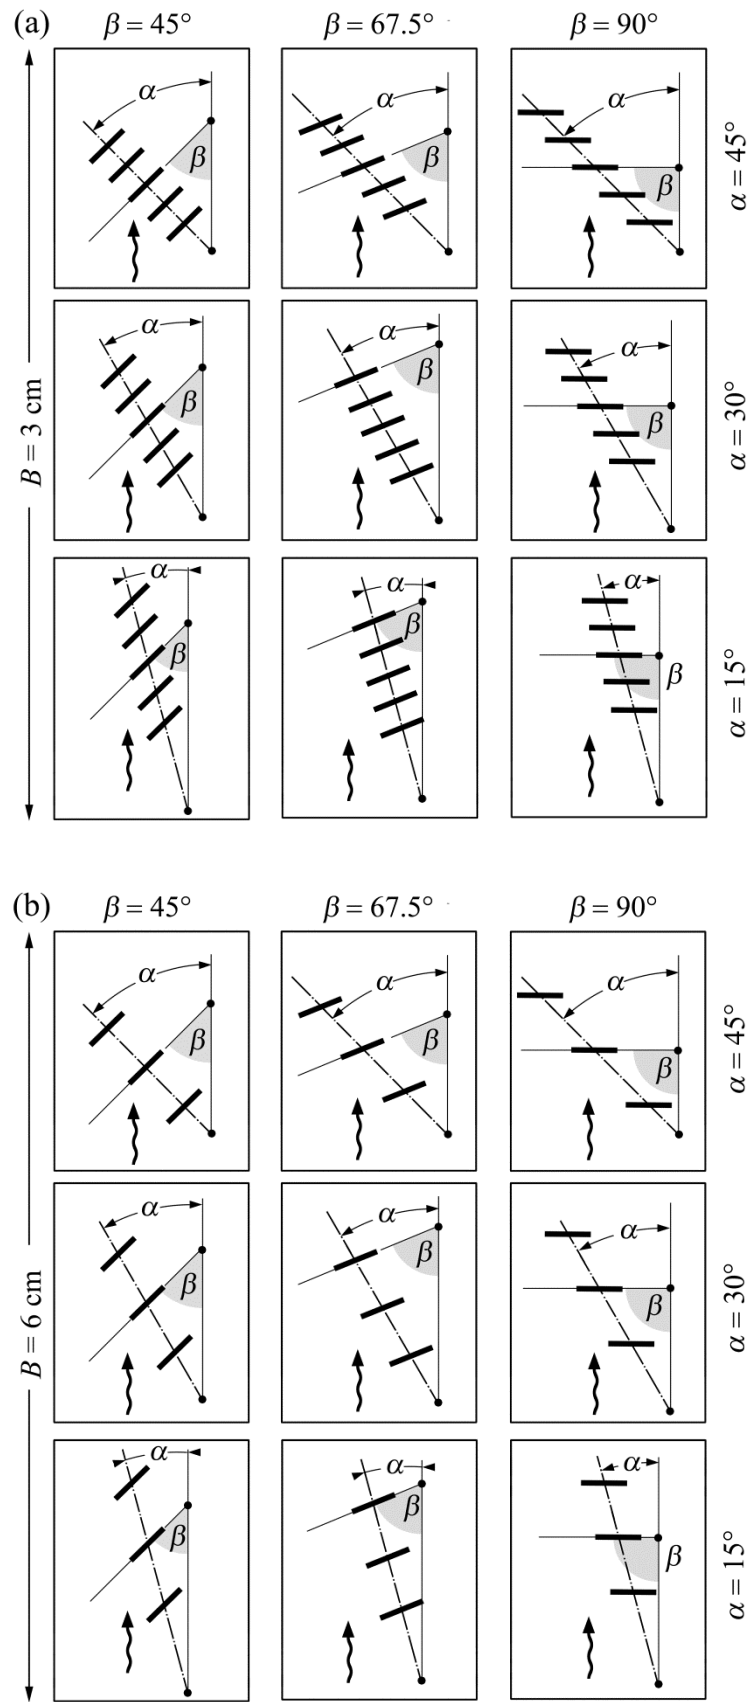 (a)
β = 45° β = 67.5° β = 90°
α α α
β β β
α = 45°
B = 3 cm
α α α
β β β
α = 30°
α α α
β β β
α = 15°
(b)
β = 45° β = 67.5° β = 90°
α α α
β β β
α = 45°
B = 6 cm
α α α
β β β
α = 30°
α α α
β β β
α = 15°